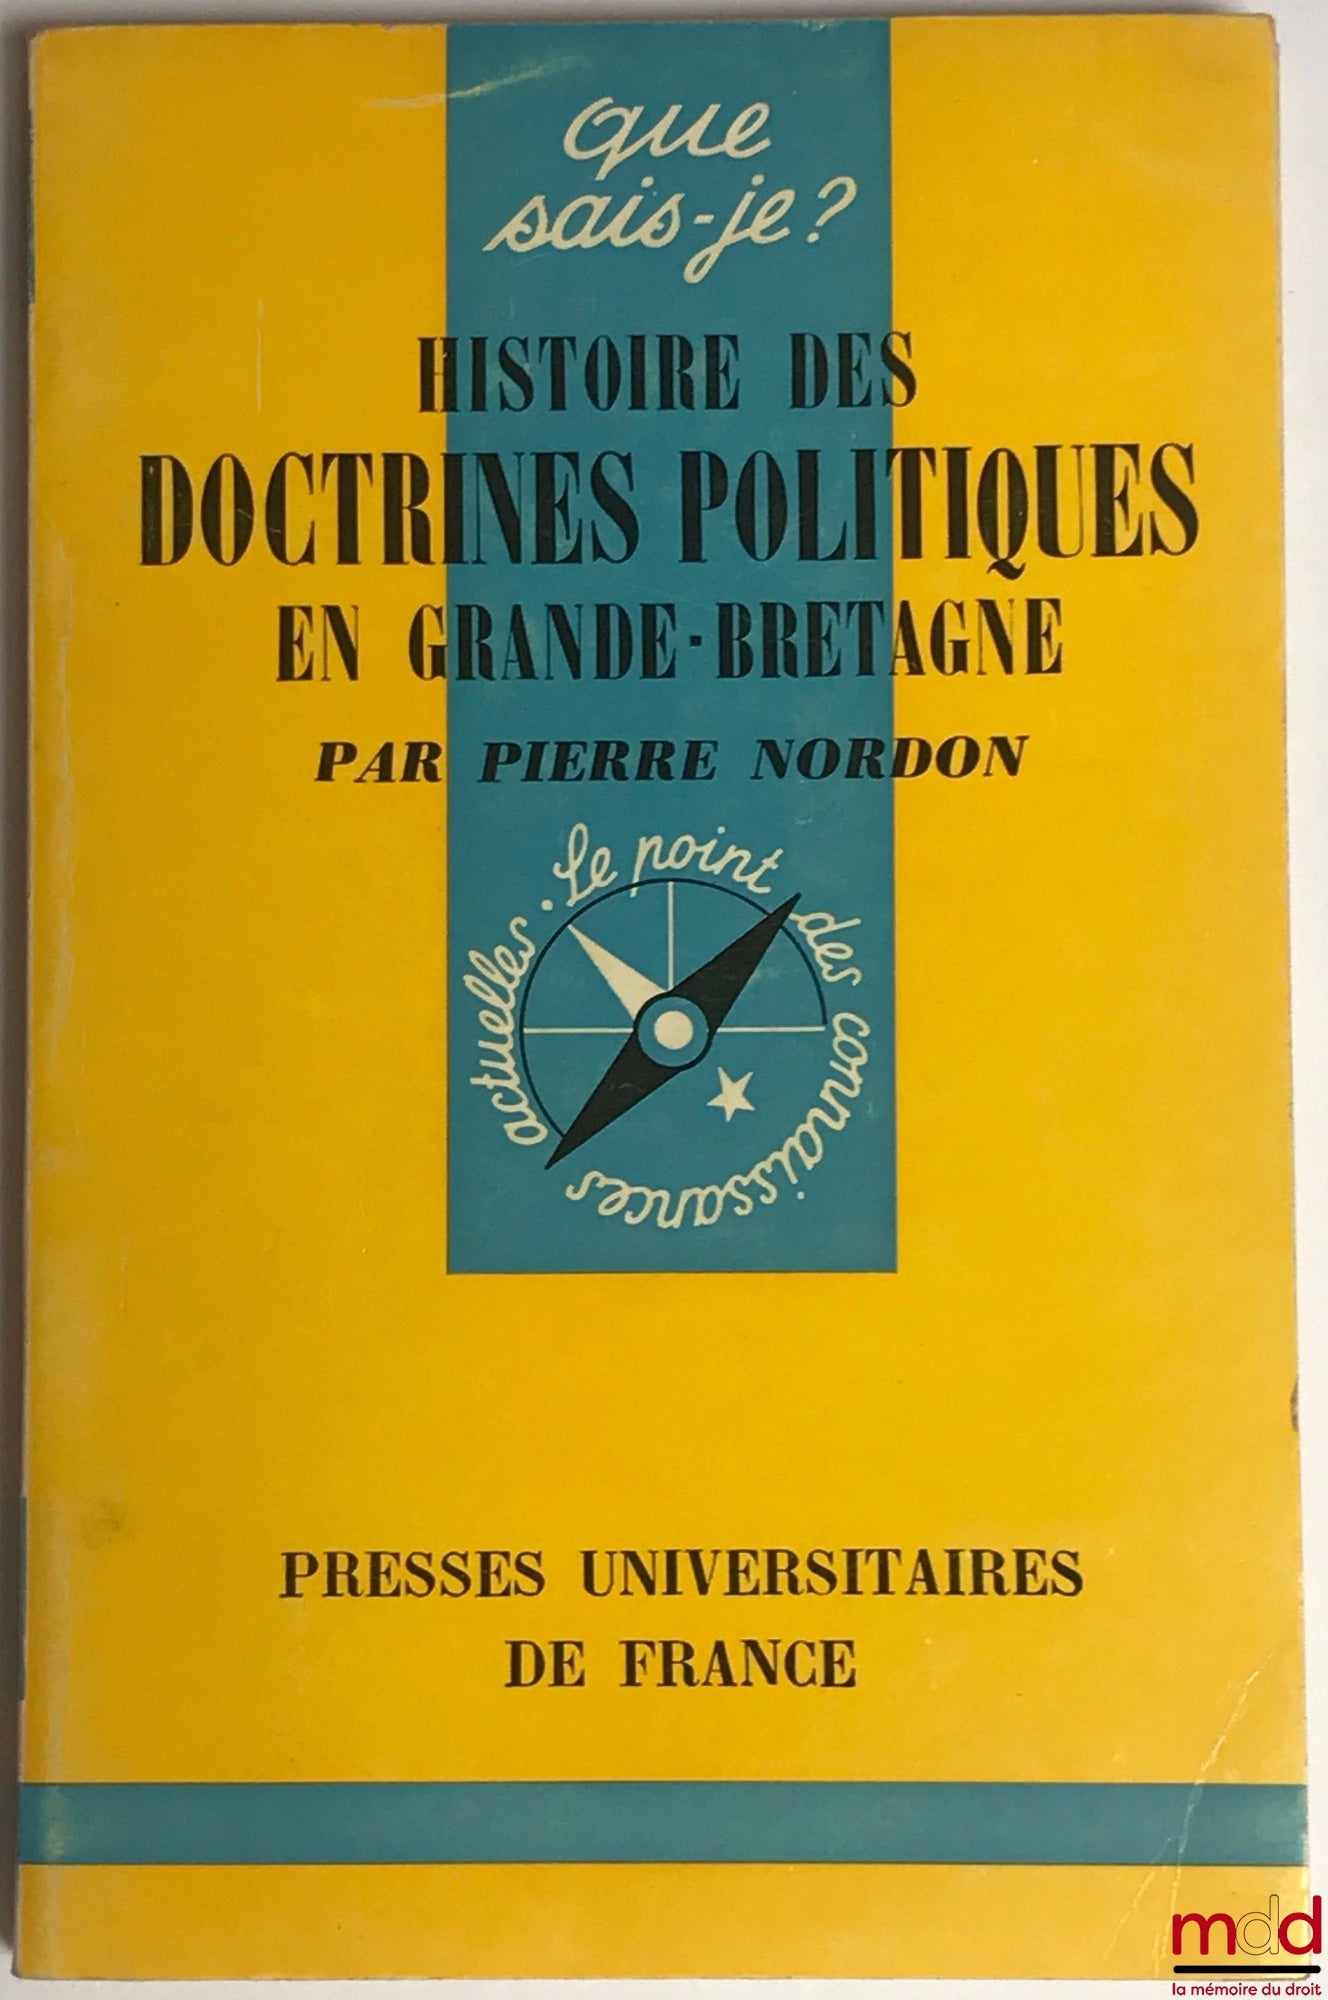 que
sais-je?
HISTOIRE DES
DOCTRINES POLITIQUES
EN GRANDE-BRETAGNE
PAR PIERRE NORDON
Le point des connaissances actuelles.
PRESSES UNIVERSITAIRES
DE FRANCE
mdd
la mémoire du droit